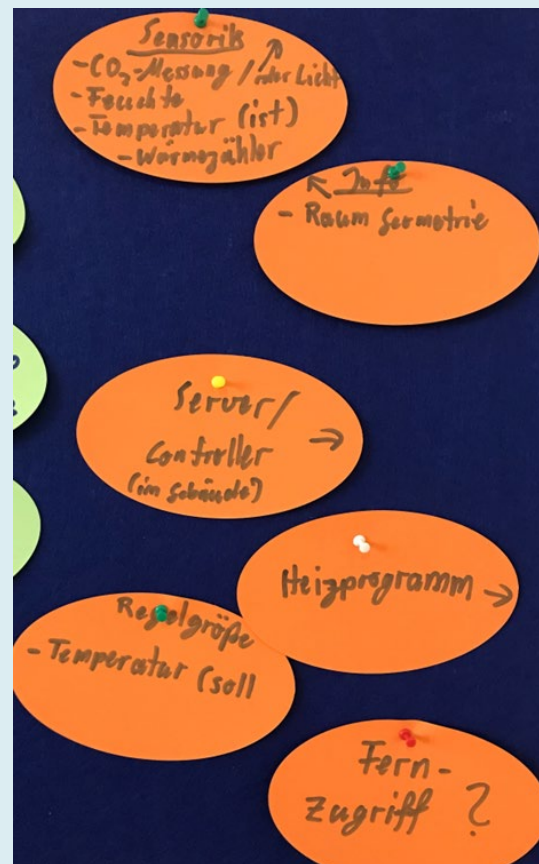 Sensorik
- CO₂-Messung / oder Licht ↗
- Feuchte
- Temperatur (ist)
- Wärmezähler
↖ Info
- Raum Geometrie
Server/
Controller →
(im Gebäude)
Heizprogramm →
Regelgröße
- Temperatur (soll
Fern-
Zugriff ?